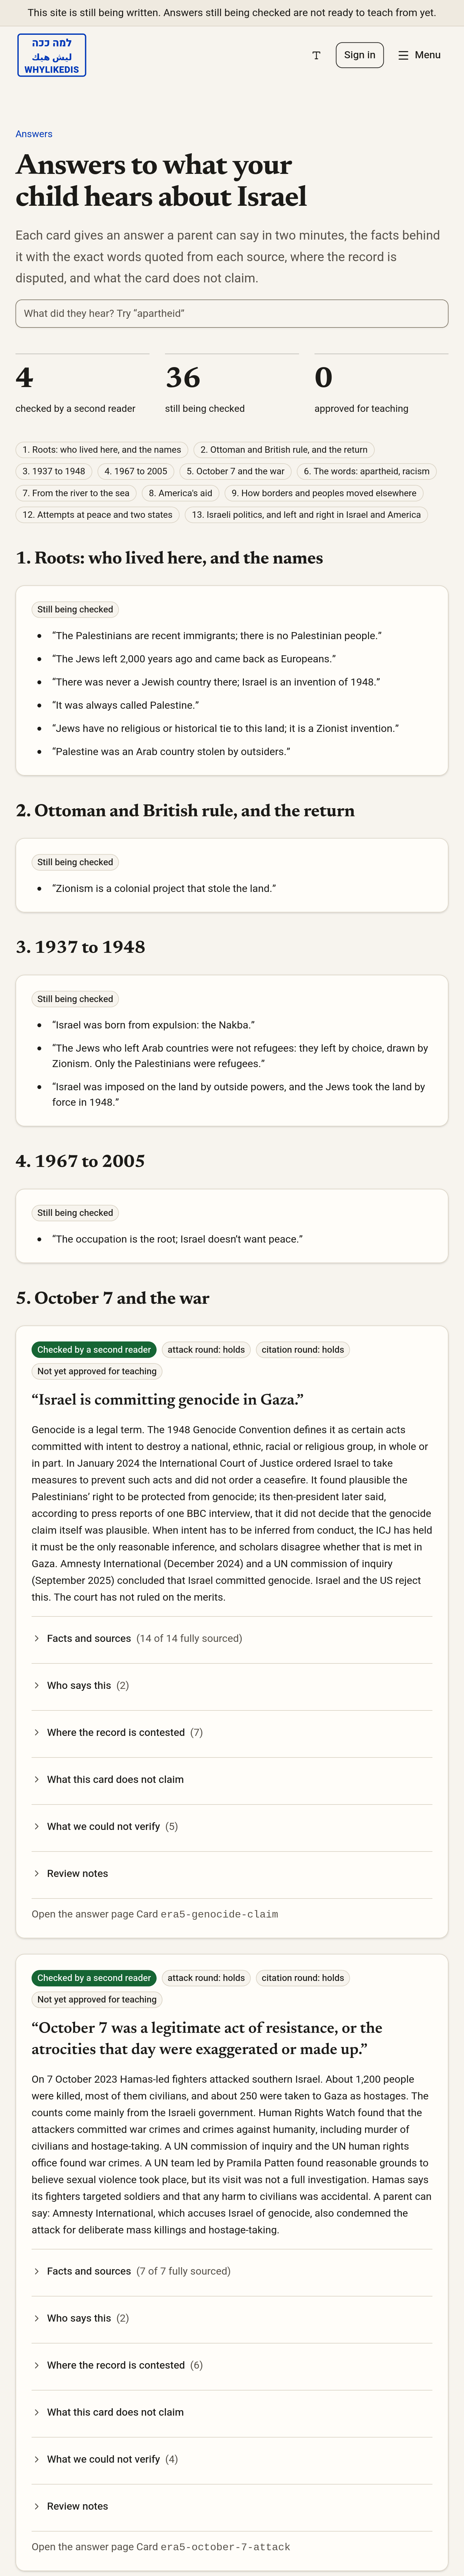 This site is still being written. Answers still being checked are not ready to teach from yet.
למה ככה
ليش هيك
WHYLIKEDIS
Sign in
Menu
Answers
Answers to what your
child hears about Israel
Each card gives an answer a parent can say in two minutes, the facts behind
it with the exact words quoted from each source, where the record is
disputed, and what the card does not claim.
What did they hear? Try “apartheid”
4
checked by a second reader
36
still being checked
0
approved for teaching
1. Roots: who lived here, and the names
2. Ottoman and British rule, and the return
3. 1937 to 1948
4. 1967 to 2005
5. October 7 and the war
6. The words: apartheid, racism
7. From the river to the sea
8. America's aid
9. How borders and peoples moved elsewhere
12. Attempts at peace and two states
13. Israeli politics, and left and right in Israel and America
1. Roots: who lived here, and the names
Still being checked
“The Palestinians are recent immigrants; there is no Palestinian people.”
“The Jews left 2,000 years ago and came back as Europeans.”
“There was never a Jewish country there; Israel is an invention of 1948.”
“It was always called Palestine.”
“Jews have no religious or historical tie to this land; it is a Zionist invention.”
“Palestine was an Arab country stolen by outsiders.”
2. Ottoman and British rule, and the return
Still being checked
“Zionism is a colonial project that stole the land.”
3. 1937 to 1948
Still being checked
“Israel was born from expulsion: the Nakba.”
“The Jews who left Arab countries were not refugees: they left by choice, drawn by
Zionism. Only the Palestinians were refugees.”
“Israel was imposed on the land by outside powers, and the Jews took the land by
force in 1948.”
4. 1967 to 2005
Still being checked
“The occupation is the root; Israel doesn’t want peace.”
5. October 7 and the war
Checked by a second reader
attack round: holds
citation round: holds
Not yet approved for teaching
“Israel is committing genocide in Gaza.”
Genocide is a legal term. The 1948 Genocide Convention defines it as certain acts
committed with intent to destroy a national, ethnic, racial or religious group, in whole or
in part. In January 2024 the International Court of Justice ordered Israel to take
measures to prevent such acts and did not order a ceasefire. It found plausible the
Palestinians’ right to be protected from genocide; its then-president later said,
according to press reports of one BBC interview, that it did not decide that the genocide
claim itself was plausible. When intent has to be inferred from conduct, the ICJ has held
it must be the only reasonable inference, and scholars disagree whether that is met in
Gaza. Amnesty International (December 2024) and a UN commission of inquiry
(September 2025) concluded that Israel committed genocide. Israel and the US reject
this. The court has not ruled on the merits.
Facts and sources (14 of 14 fully sourced)
Who says this (2)
Where the record is contested (7)
What this card does not claim
What we could not verify (5)
Review notes
Open the answer page Card era5-genocide-claim
Checked by a second reader
attack round: holds
citation round: holds
Not yet approved for teaching
“October 7 was a legitimate act of resistance, or the
atrocities that day were exaggerated or made up.”
On 7 October 2023 Hamas-led fighters attacked southern Israel. About 1,200 people
were killed, most of them civilians, and about 250 were taken to Gaza as hostages. The
counts come mainly from the Israeli government. Human Rights Watch found that the
attackers committed war crimes and crimes against humanity, including murder of
civilians and hostage-taking. A UN commission of inquiry and the UN human rights
office found war crimes. A UN team led by Pramila Patten found reasonable grounds to
believe sexual violence took place, but its visit was not a full investigation. Hamas says
its fighters targeted soldiers and that any harm to civilians was accidental. A parent can
say: Amnesty International, which accuses Israel of genocide, also condemned the
attack for deliberate mass killings and hostage-taking.
Facts and sources (7 of 7 fully sourced)
Who says this (2)
Where the record is contested (6)
What this card does not claim
What we could not verify (4)
Review notes
Open the answer page Card era5-october-7-attack